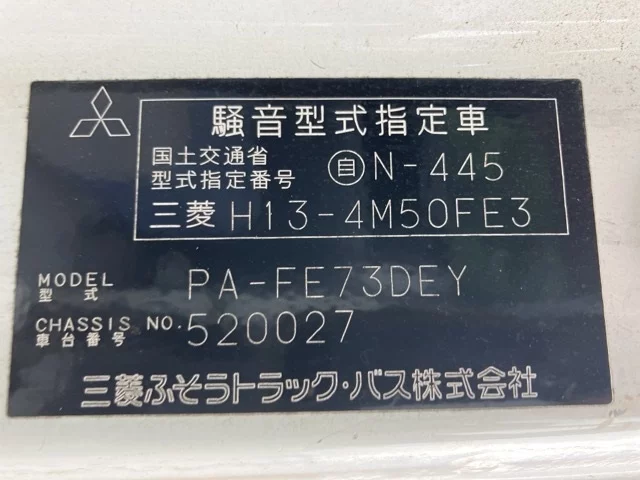 騒音型式指定車
国土交通省
型式指定番号 自 N-445
三菱 H13-4M50FE3
MODEL
型式 PA-FE73DEY
CHASSIS NO.
車台番号 520027
三菱ふそうトラック・バス株式会社